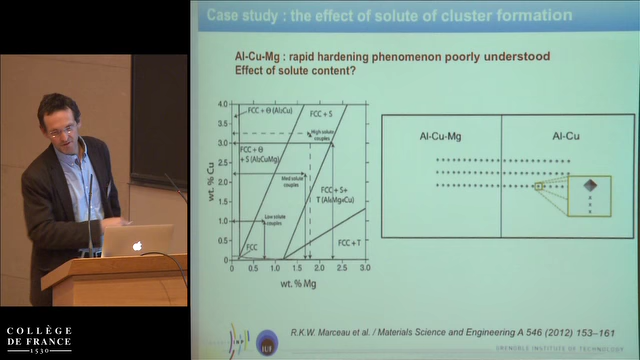 Case study : the effect of solute of cluster formation
Al-Cu-Mg : rapid hardening phenomenon poorly understood
Effect of solute content?
wt. % Cu
4.0
3.5
3.0
2.5
2.0
1.5
1.0
0.5
0
FCC + Θ (Al₂Cu)
FCC + S
High solute
couples
FCC + Θ
+ S (Al₂CuMg)
Med solute
couples
FCC + S+
Low solute
couples
FCC
FCC + T
0
0.5
1.0
1.5
2.0
2.5
3.0
wt. % Mg
Al-Cu-Mg
Al-Cu
R.K.W. Marceau et al. / Materials Science and Engineering A 546 (2012) 153–161
GRENOBLE INSTITUTE OF TECHNOLOGY
COLLÈGE
DE FRANCE
1530